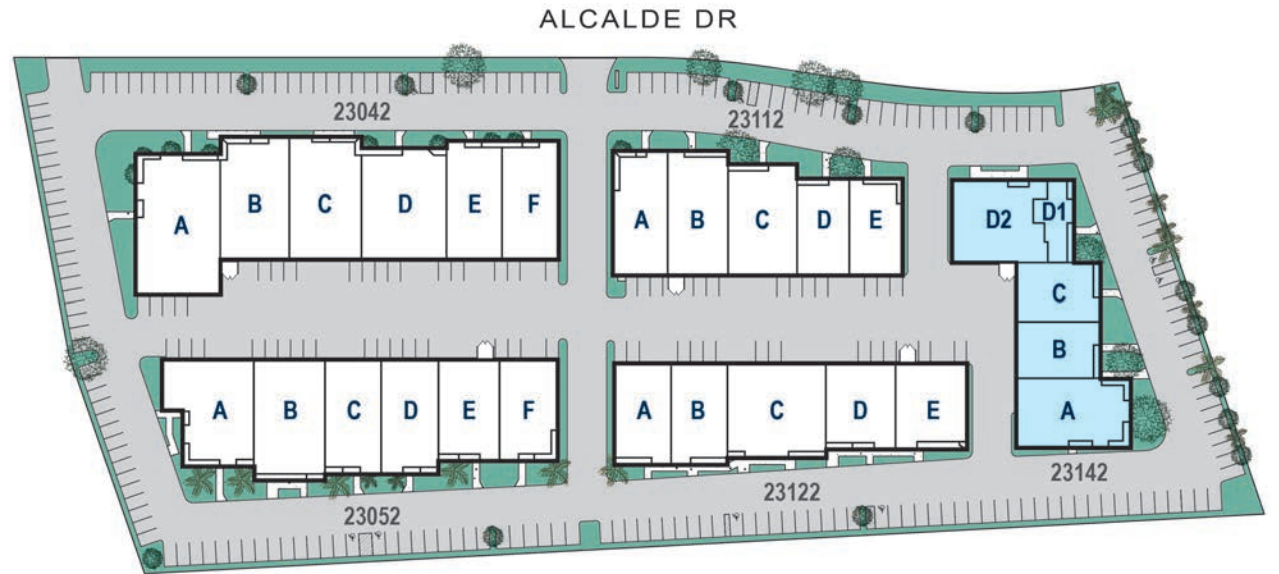 ALCALDE DR
23042
23112
A B C D E F
A B C D E
D2 D1
C
B
A
A B C D E F
A B C D E
23052
23122
23142